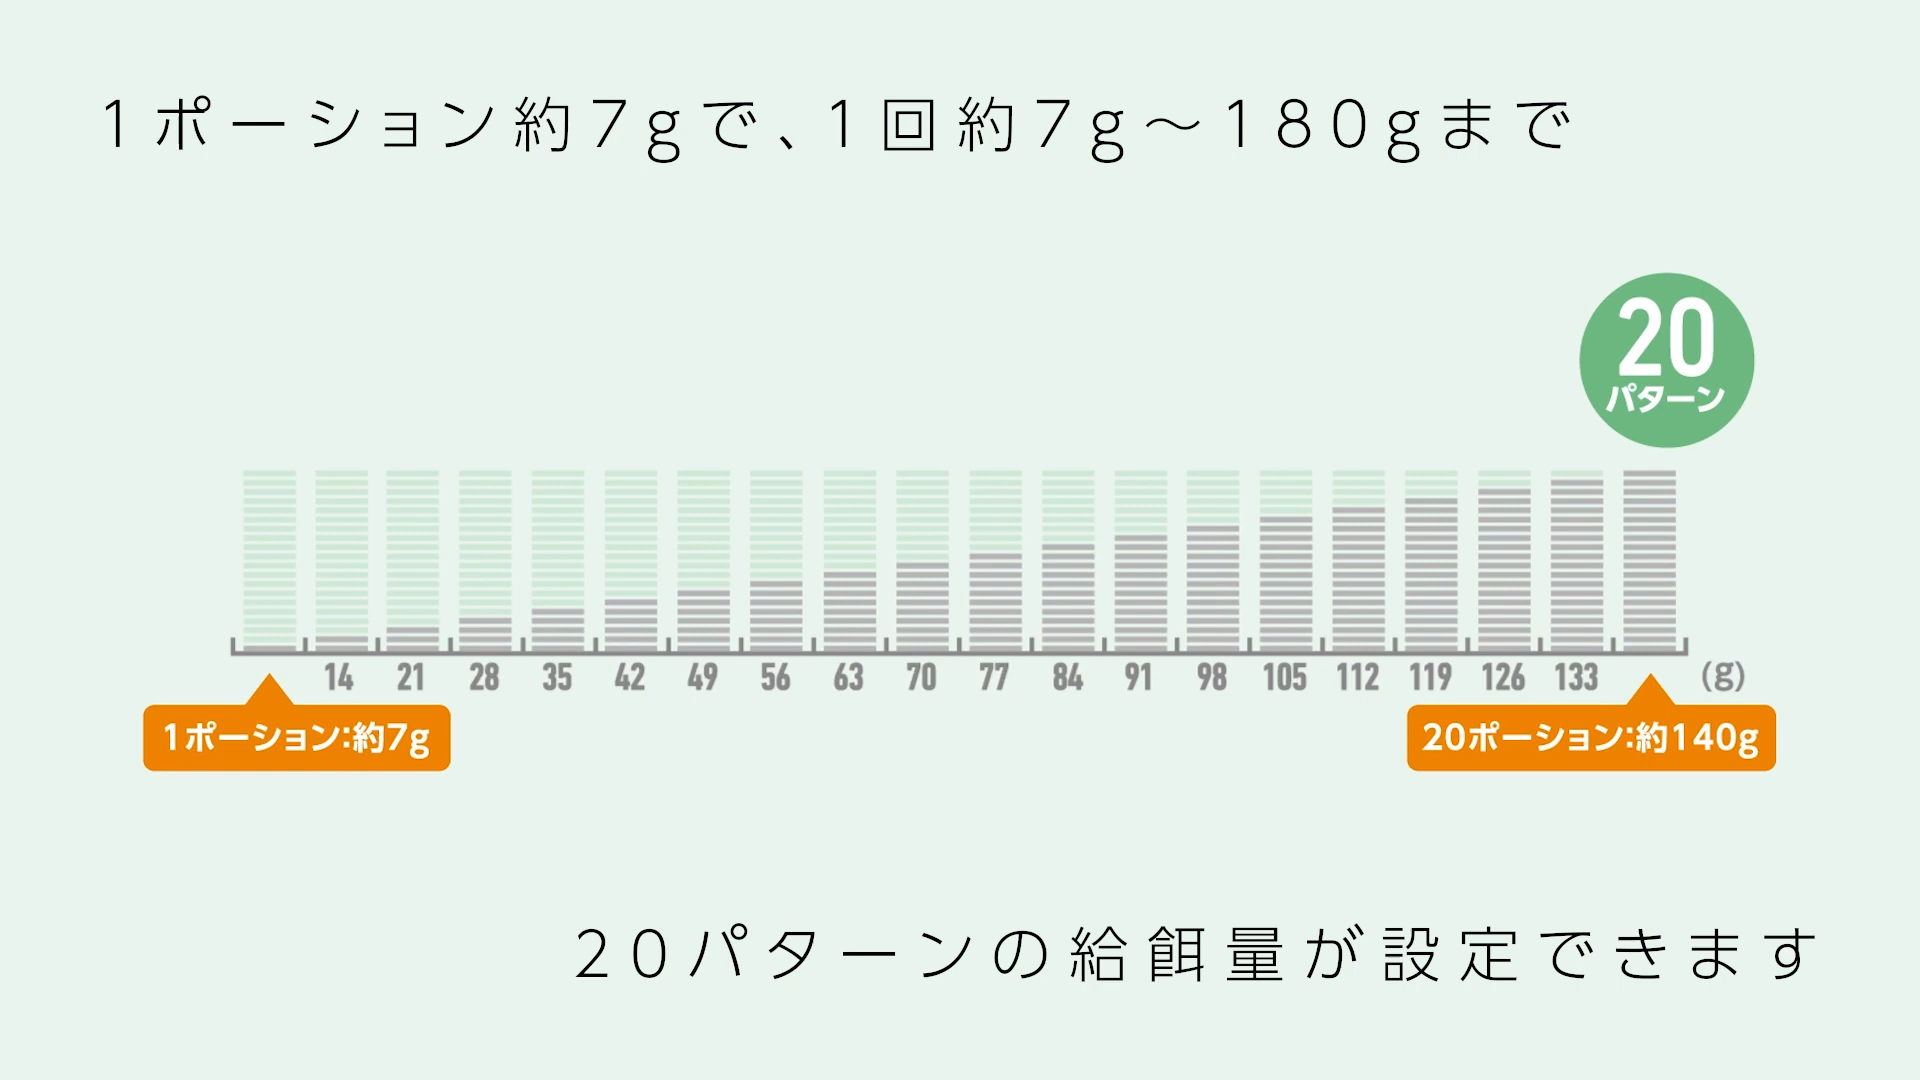 1ポーション約7gで、1回約7g～180gまで
20
パターン
14 21 28 35 42 49 56 63 70 77 84 91 98 105 112 119 126 133 (g)
1ポーション:約7g
20ポーション:約140g
20パターンの給餌量が設定できます